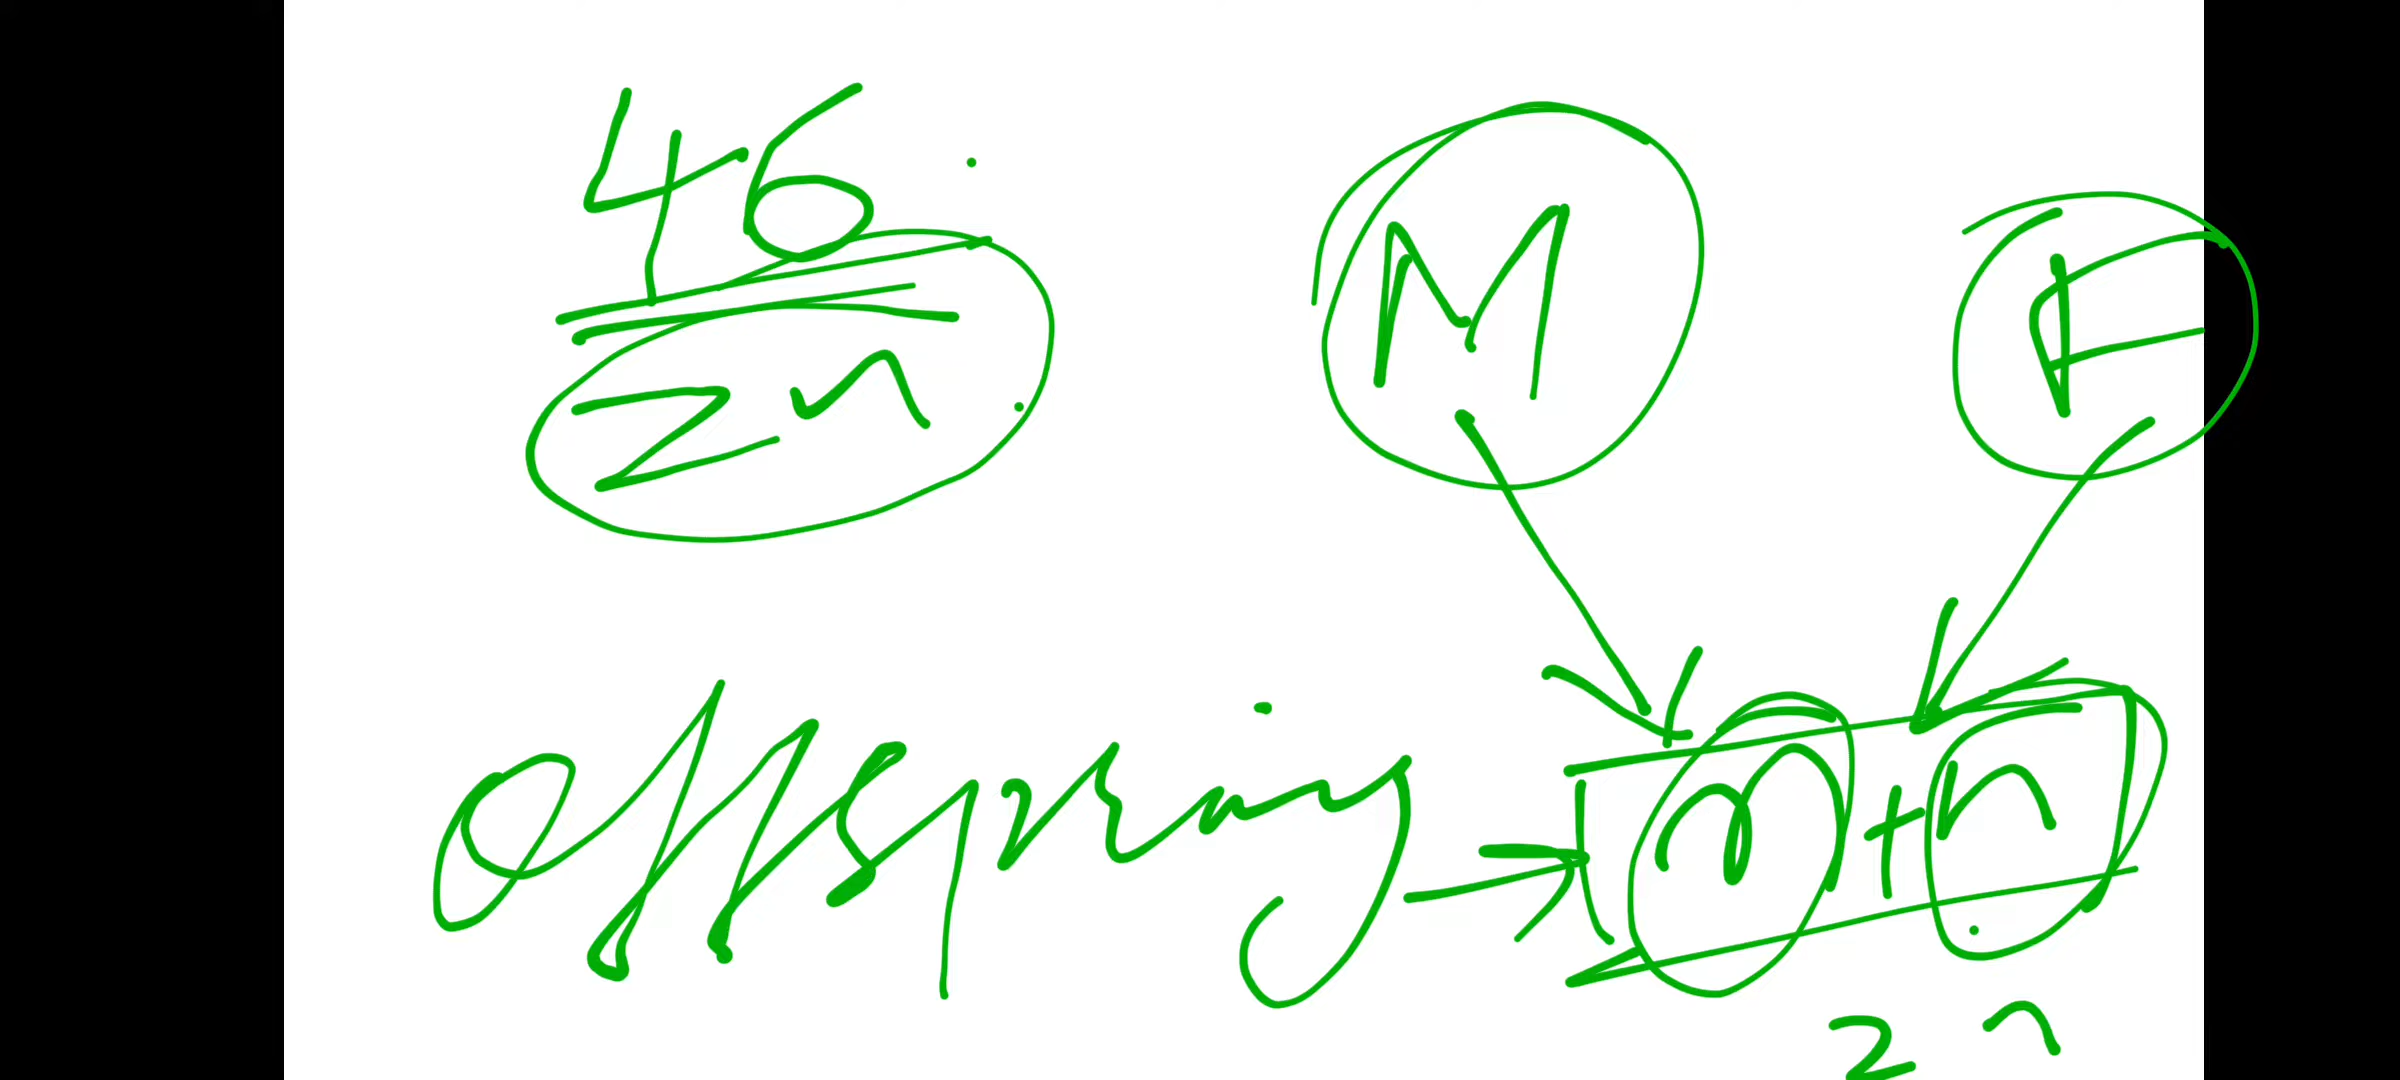 46
2n
M F
offspring → n + n
2n